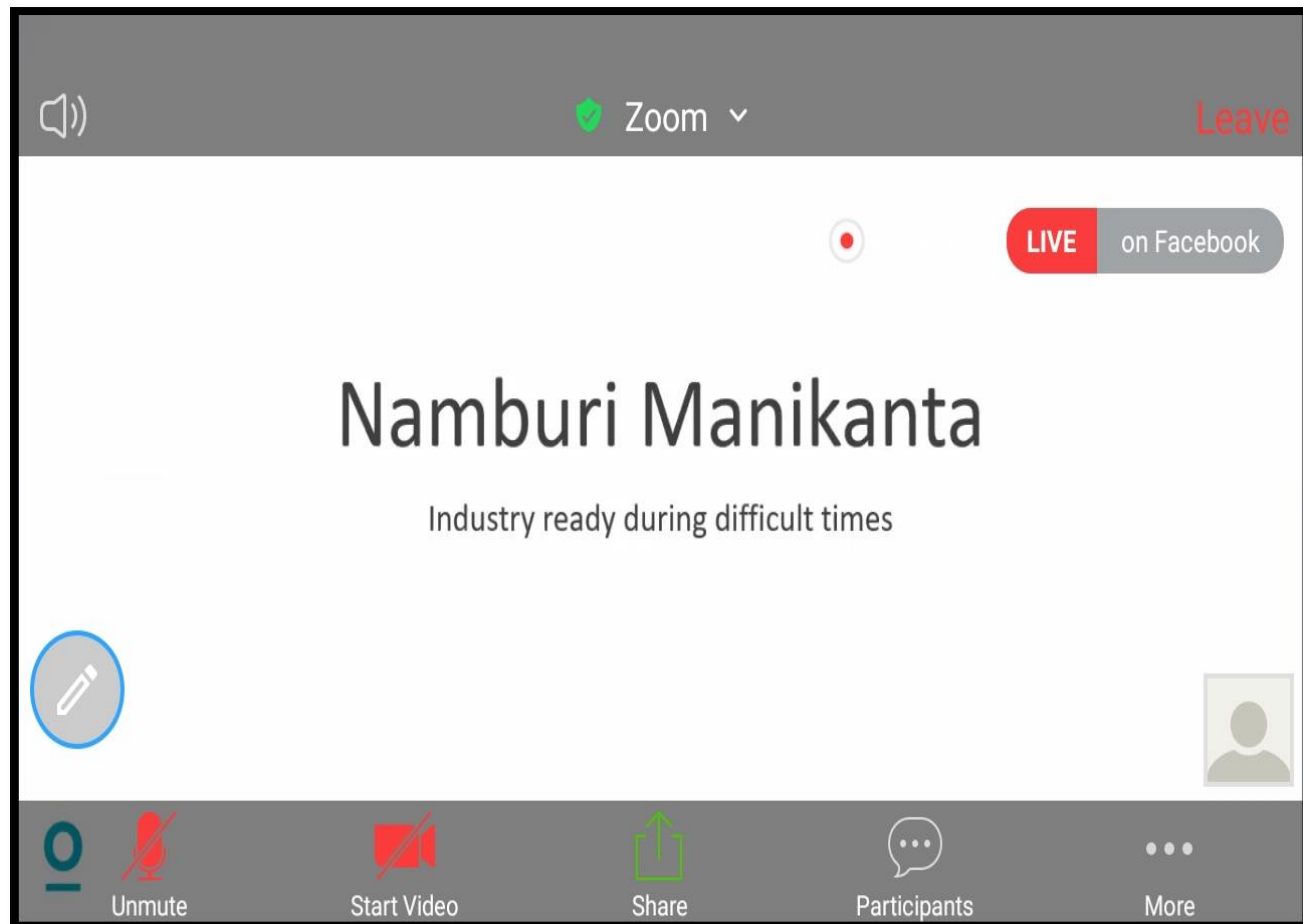 Zoom
Leave
LIVE on Facebook
Namburi Manikanta
Industry ready during difficult times
Unmute
Start Video
Share
Participants
More